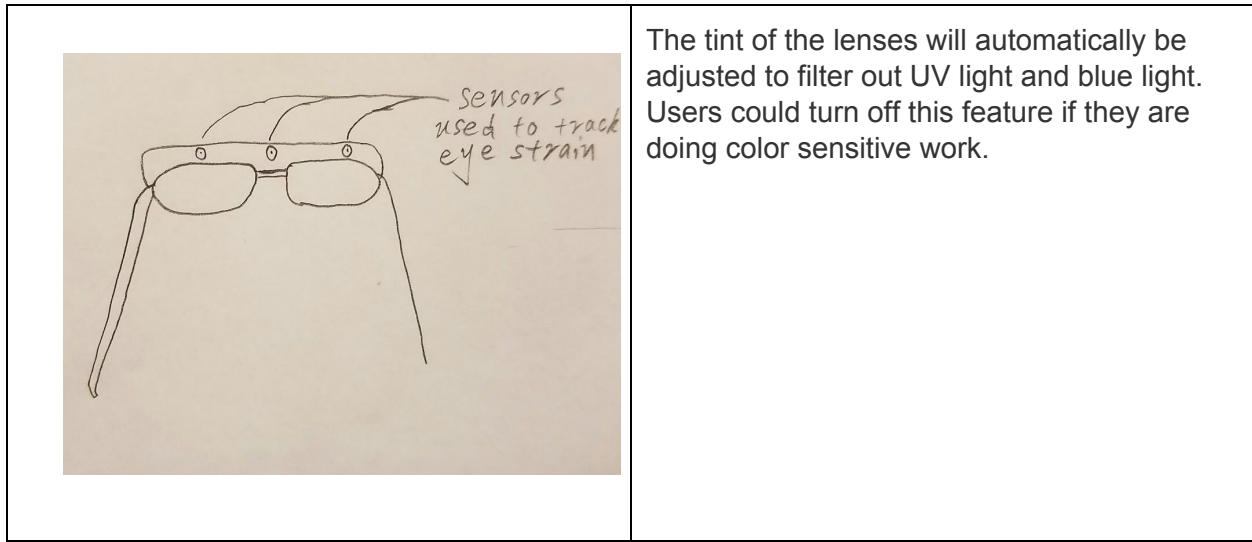 sensors
used to track
eye strain
The tint of the lenses will automatically be
adjusted to filter out UV light and blue light.
Users could turn off this feature if they are
doing color sensitive work.